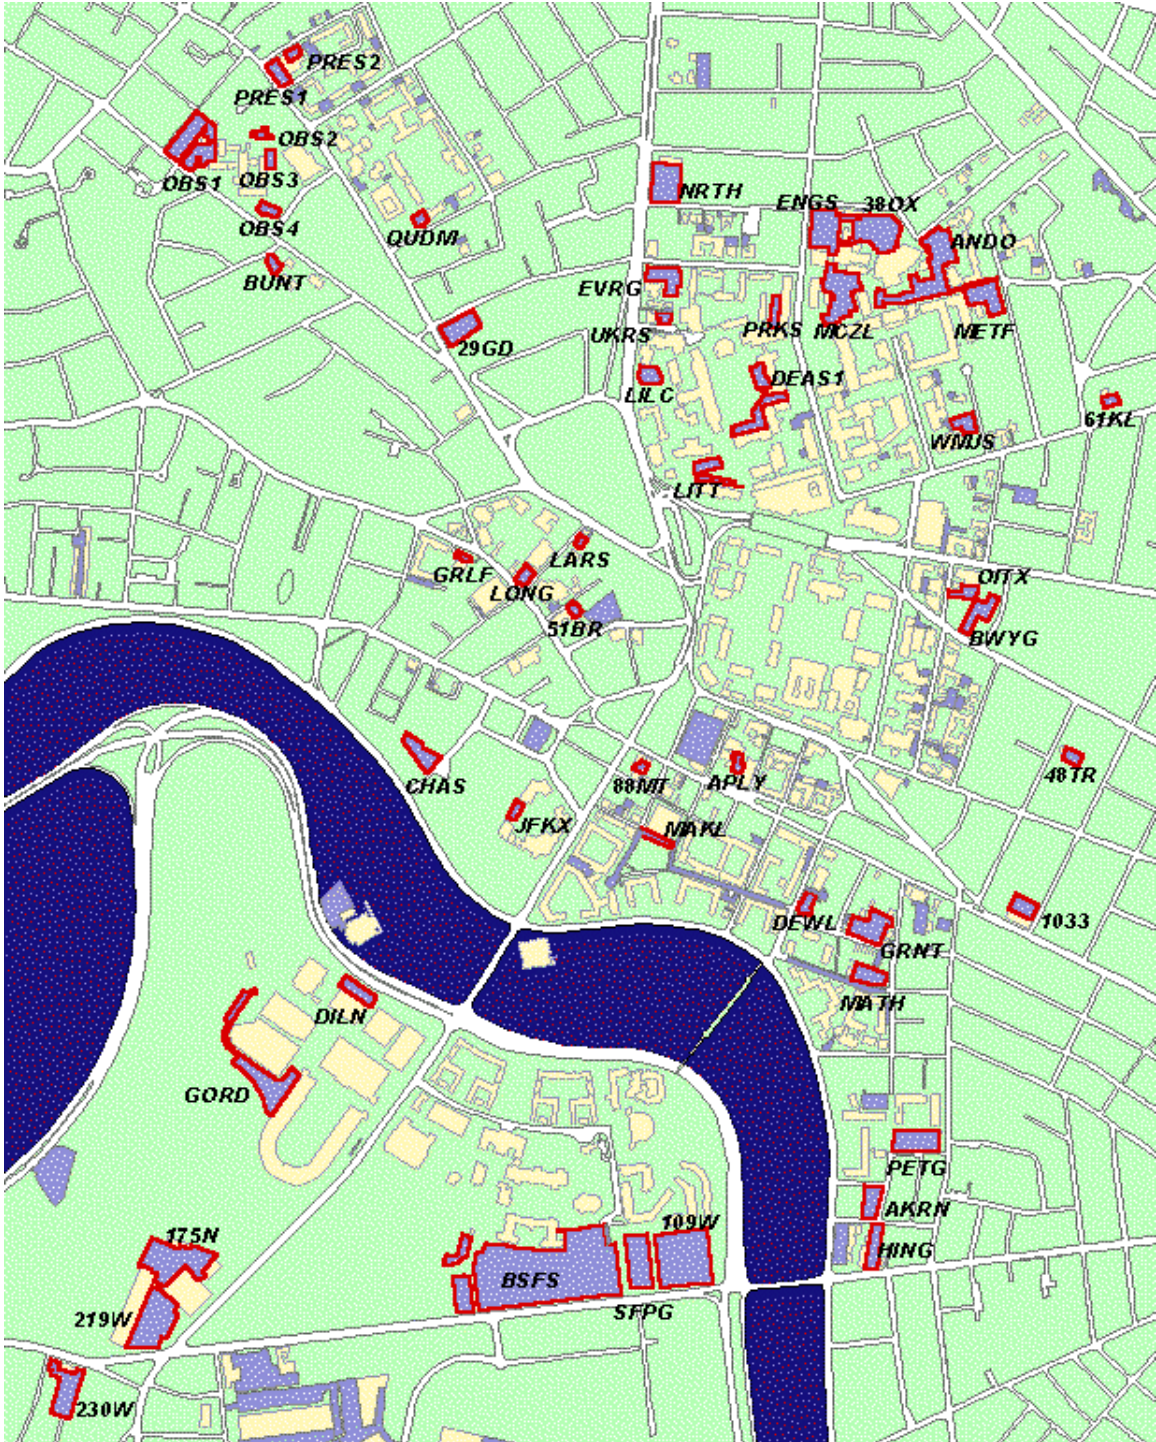 PRES2
PRES1
OBS2
OBS3
OBS1
OBS4
QUDM
BUNT
29GD
NRTH
ENGS
38OX
ANDO
EVRG
UKRS
PRKS
MCZL
METF
DEAS1
LILC
61KL
WMJS
LITT
LARS
GRLF
LONG
51BR
OITX
BWYG
CHAS
88MT
APLY
48TR
JFKX
MAKL
DEWL
1033
GRNT
MATH
DILN
GORD
PETG
AKRN
175N
109W
HING
BSFS
SFPG
219W
230W